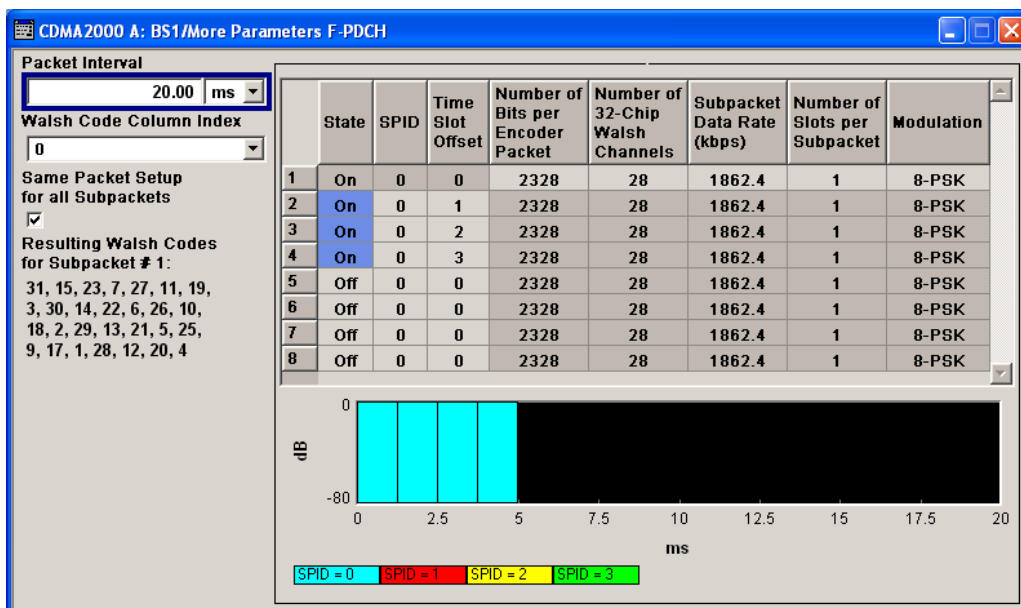 CDMA2000 A: BS1/More Parameters F-PDCH
Packet Interval
20.00 ms
Walsh Code Column Index
0
Same Packet Setup
for all Subpackets
Resulting Walsh Codes
for Subpacket # 1:
31, 15, 23, 7, 27, 11, 19,
3, 30, 14, 22, 6, 26, 10,
18, 2, 29, 13, 21, 5, 25,
9, 17, 1, 28, 12, 20, 4
State SPID Time Slot Offset Number of Bits per Encoder Packet Number of 32-Chip Walsh Channels Subpacket Data Rate (kbps) Number of Slots per Subpacket Modulation
1 On 0 0 2328 28 1862.4 1 8-PSK
2 On 0 1 2328 28 1862.4 1 8-PSK
3 On 0 2 2328 28 1862.4 1 8-PSK
4 On 0 3 2328 28 1862.4 1 8-PSK
5 Off 0 0 2328 28 1862.4 1 8-PSK
6 Off 0 0 2328 28 1862.4 1 8-PSK
7 Off 0 0 2328 28 1862.4 1 8-PSK
8 Off 0 0 2328 28 1862.4 1 8-PSK
0
dB
-80
0 2.5 5 7.5 10 12.5 15 17.5 20
ms
SPID = 0 SPID = 1 SPID = 2 SPID = 3